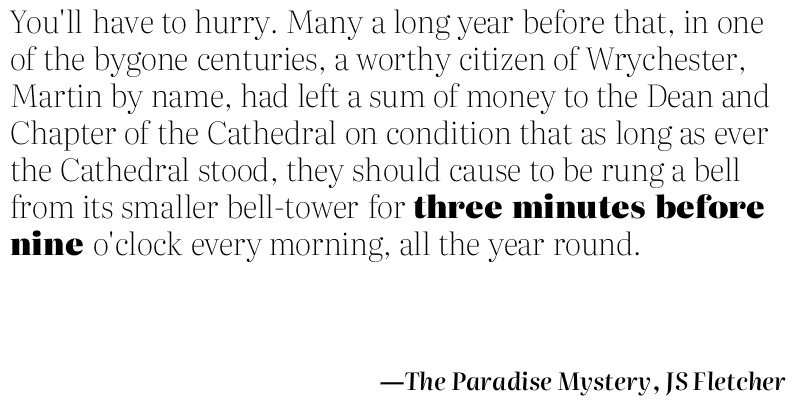 You'll have to hurry. Many a long year before that, in one
of the bygone centuries, a worthy citizen of Wrychester,
Martin by name, had left a sum of money to the Dean and
Chapter of the Cathedral on condition that as long as ever
the Cathedral stood, they should cause to be rung a bell
from its smaller bell-tower for three minutes before
nine o'clock every morning, all the year round.
—The Paradise Mystery, JS Fletcher